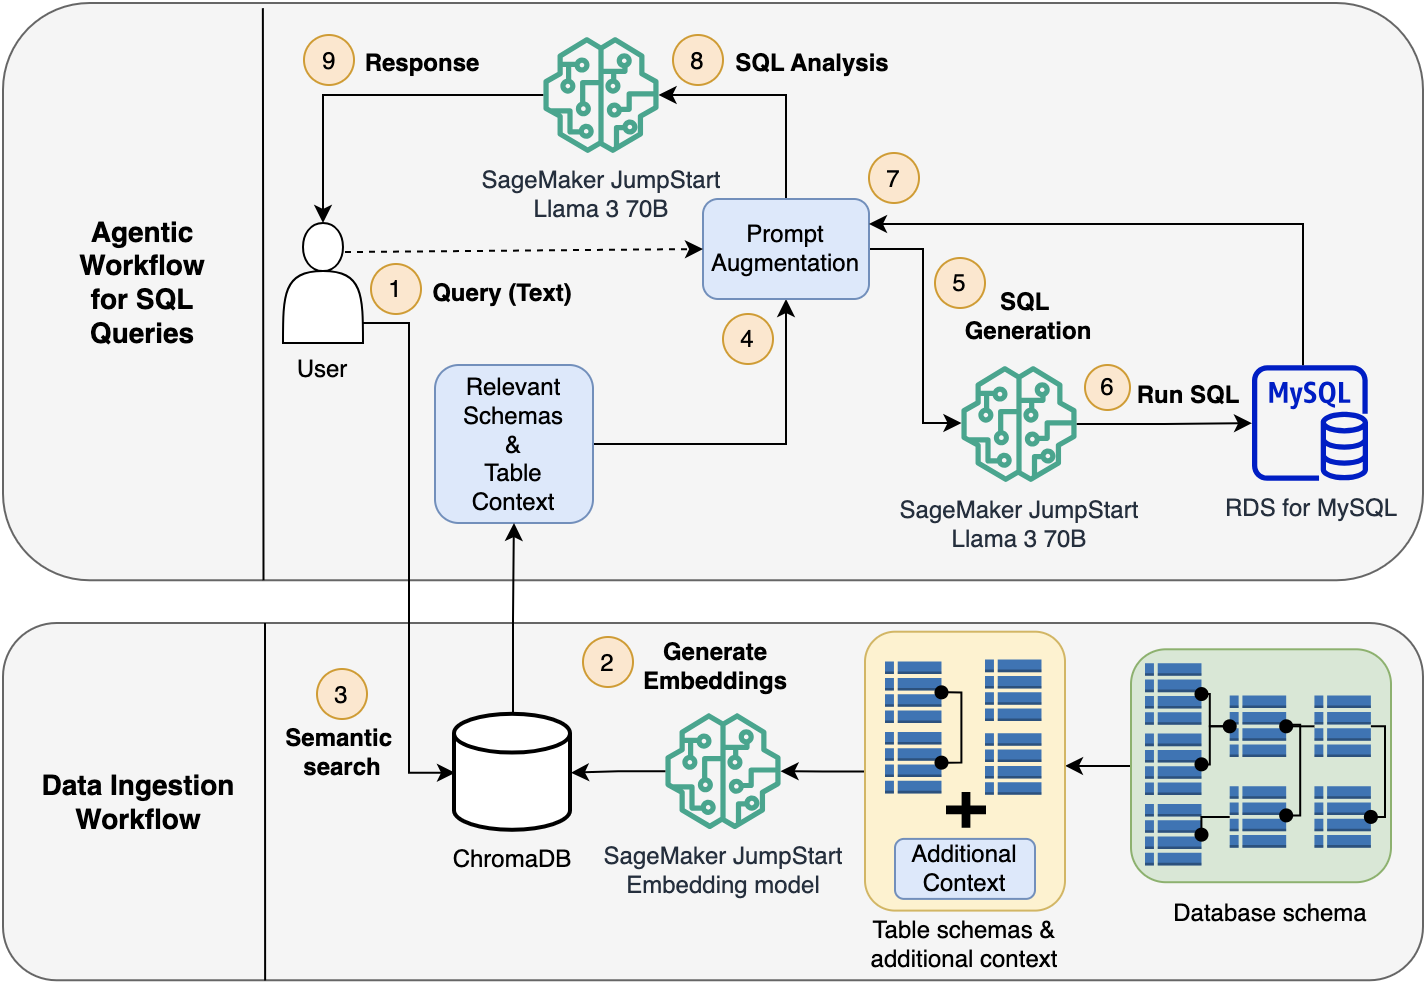 9
Response
8
SQL Analysis
SageMaker JumpStart
Llama 3 70B
7
Agentic
Workflow
for SQL
Queries
Prompt
Augmentation
1
Query (Text)
User
5
SQL
Generation
4
Relevant
Schemas
&
Table
Context
6
Run SQL
MySQL
SageMaker JumpStart
Llama 3 70B
RDS for MySQL
Data Ingestion
Workflow
3
Semantic
search
ChromaDB
2
Generate
Embeddings
SageMaker JumpStart
Embedding model
Additional
Context
Table schemas &
additional context
Database schema